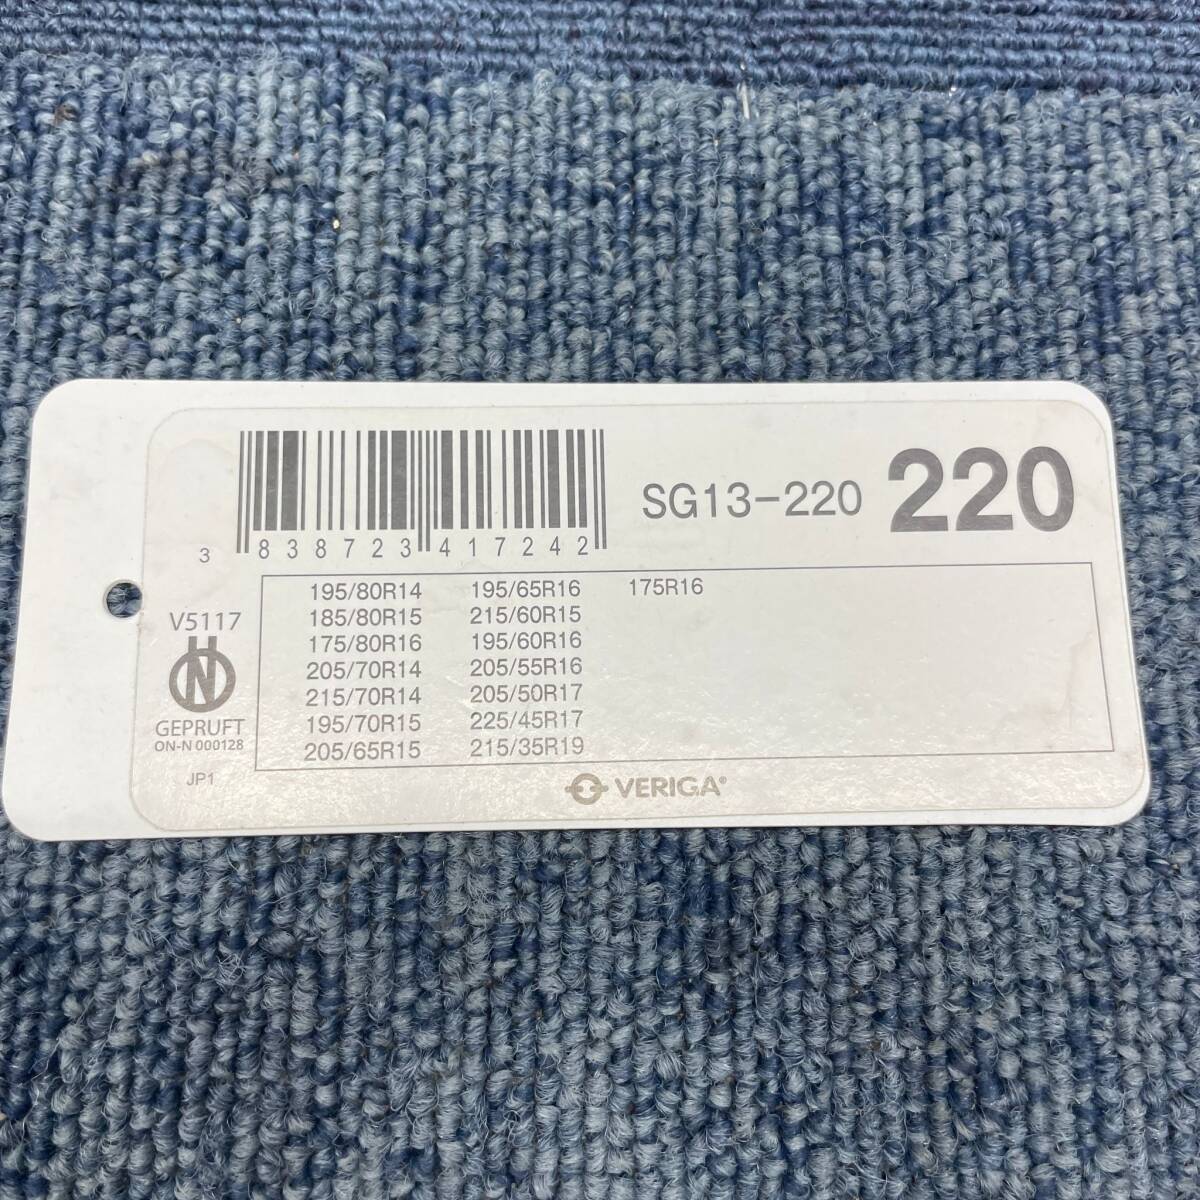 SG13-220 220
3 838723 417242
V5117
GEPRUFT
ON-N 000128
JP1
195/80R14 195/65R16 175R16
185/80R15 215/60R15
175/80R16 195/60R16
205/70R14 205/55R16
215/70R14 205/50R17
195/70R15 225/45R17
205/65R15 215/35R19
VERIGA®